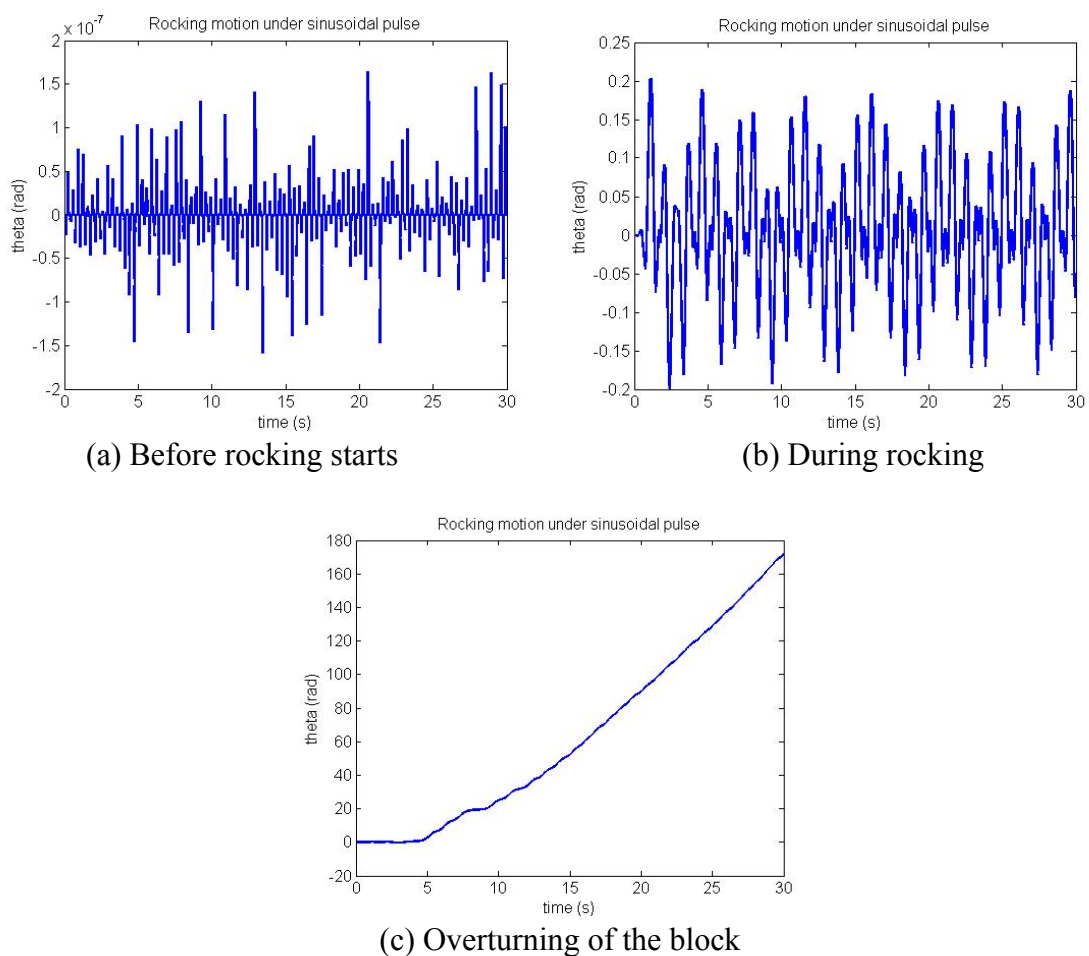 Rocking motion under sinusoidal pulse
x 10^-7
2
1.5
1
0.5
0
-0.5
-1
-1.5
-2
theta (rad)
0 5 10 15 20 25 30
time (s)
(a) Before rocking starts
Rocking motion under sinusoidal pulse
0.25
0.2
0.15
0.1
0.05
0
-0.05
-0.1
-0.15
-0.2
theta (rad)
0 5 10 15 20 25 30
time (s)
(b) During rocking
Rocking motion under sinusoidal pulse
180
160
140
120
100
80
60
40
20
0
-20
theta (rad)
0 5 10 15 20 25 30
time (s)
(c) Overturning of the block